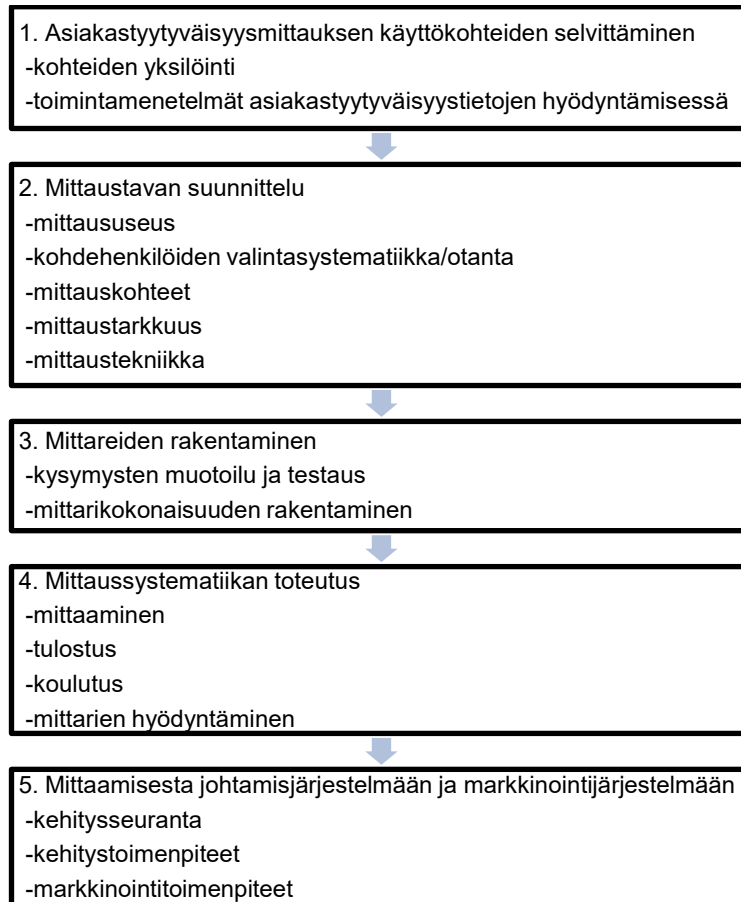 1. Asiakastyytyväisyysmittauksen käyttökohteiden selvittäminen
-kohteiden yksilöinti
-toimintamenetelmät asiakastyytyväisyystietojen hyödyntämisessä
2. Mittaustavan suunnittelu
-mittaususeus
-kohdehenkilöiden valintasystematiikka/otanta
-mittauskohteet
-mittaustarkkuus
-mittaustekniikka
3. Mittareiden rakentaminen
-kysymysten muotoilu ja testaus
-mittarikokonaisuuden rakentaminen
4. Mittaussystematiikan toteutus
-mittaaminen
-tulostus
-koulutus
-mittarien hyödyntäminen
5. Mittaamisesta johtamisjärjestelmään ja markkinointijärjestelmään
-kehitysseuranta
-kehitystoimenpiteet
-markkinointitoimenpiteet